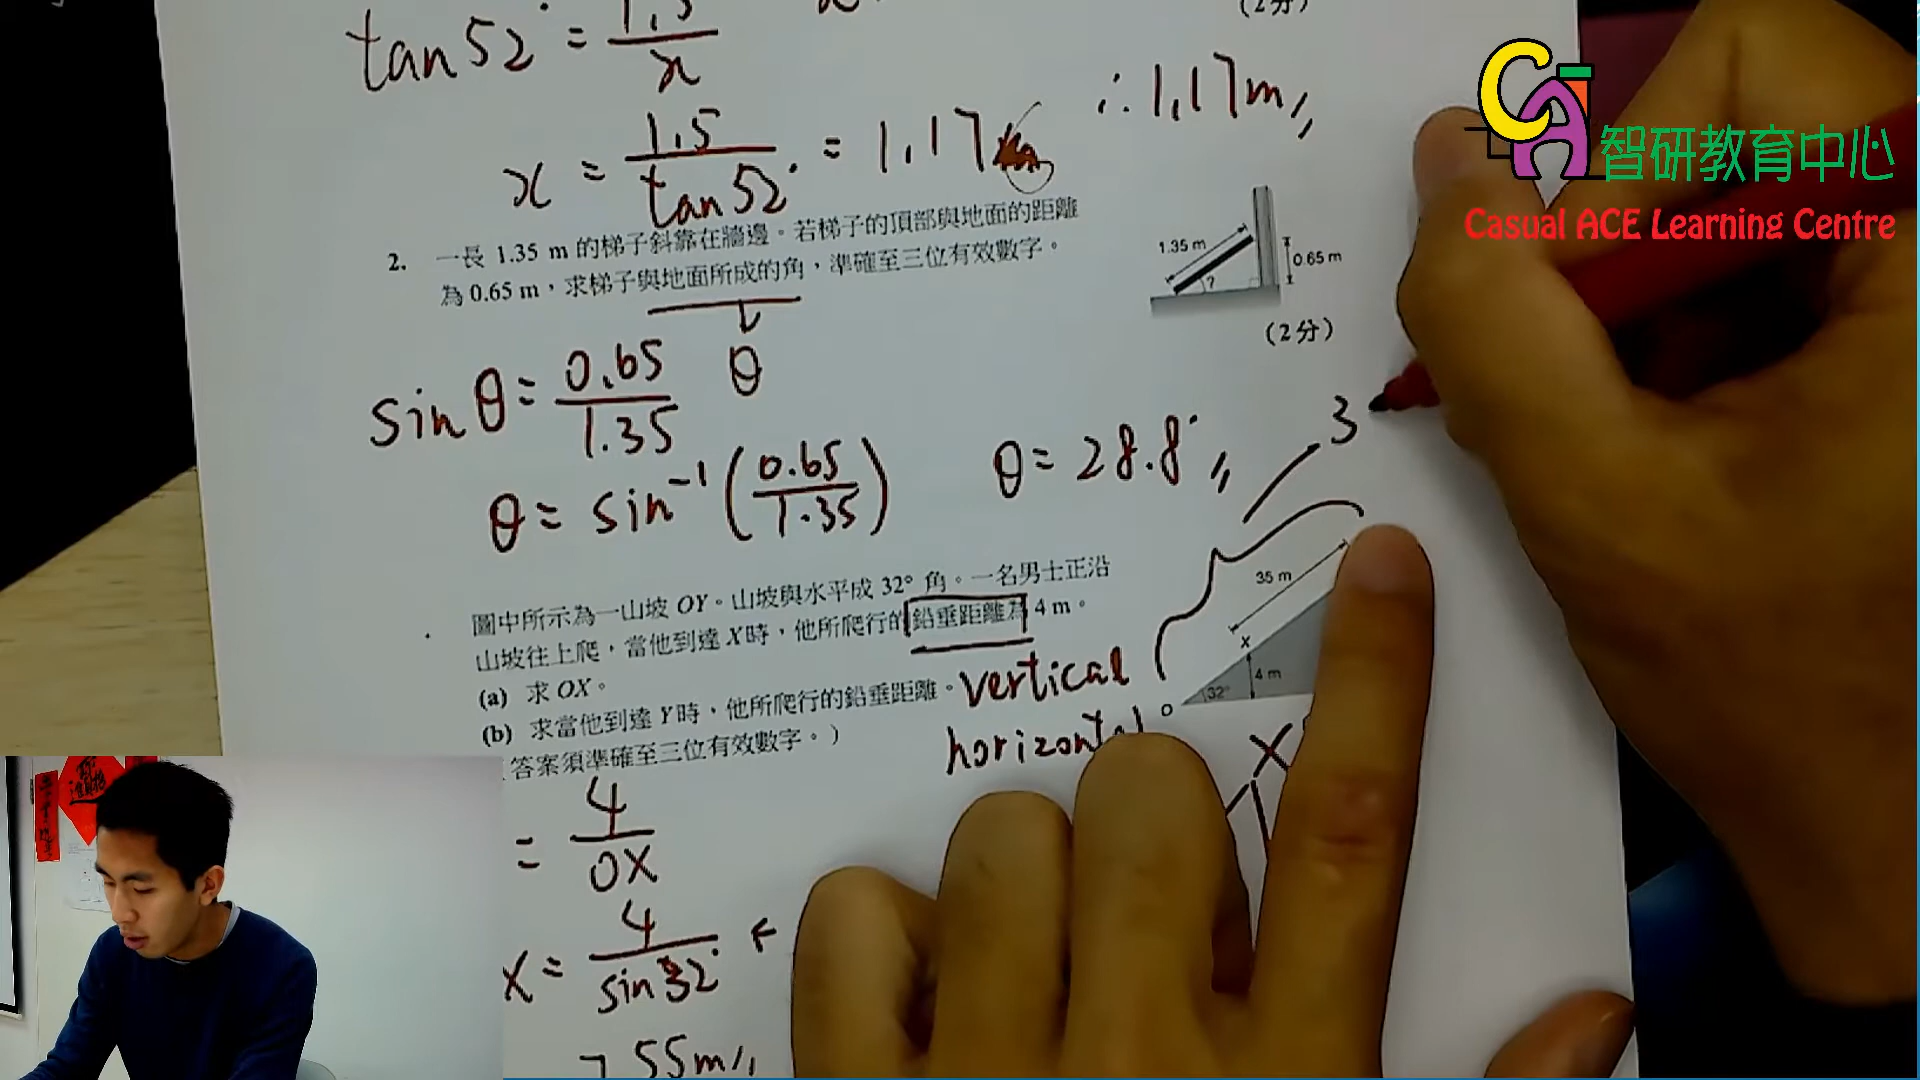 (2分)
tan52° = 1.5/x
∴ 1.17m
x = 1.5/tan52° = 1.17
智研教育中心
Casual ACE Learning Centre
2. 一長 1.35 m 的梯子斜靠在牆邊。若梯子的頂部與地面的距離
為 0.65 m，求梯子與地面所成的角，準確至三位有效數字。
1.35 m
0.65 m
?
(2分)
θ
sin θ = 0.65/1.35
θ = sin⁻¹(0.65/1.35)
θ = 28.8°
3
圖中所示為一山坡 OY。山坡與水平成 32° 角。一名男士正沿
山坡往上爬，當他到達 X 時，他所爬行的鉛垂距離為 4 m。
(a) 求 OX。
(b) 求當他到達 Y 時，他所爬行的鉛垂距離。
答案須準確至三位有效數字。)
35 m
X
4 m
32°
O
vertical
horizontal
X
= 4/OX
X = 4/sin32°
7.55m